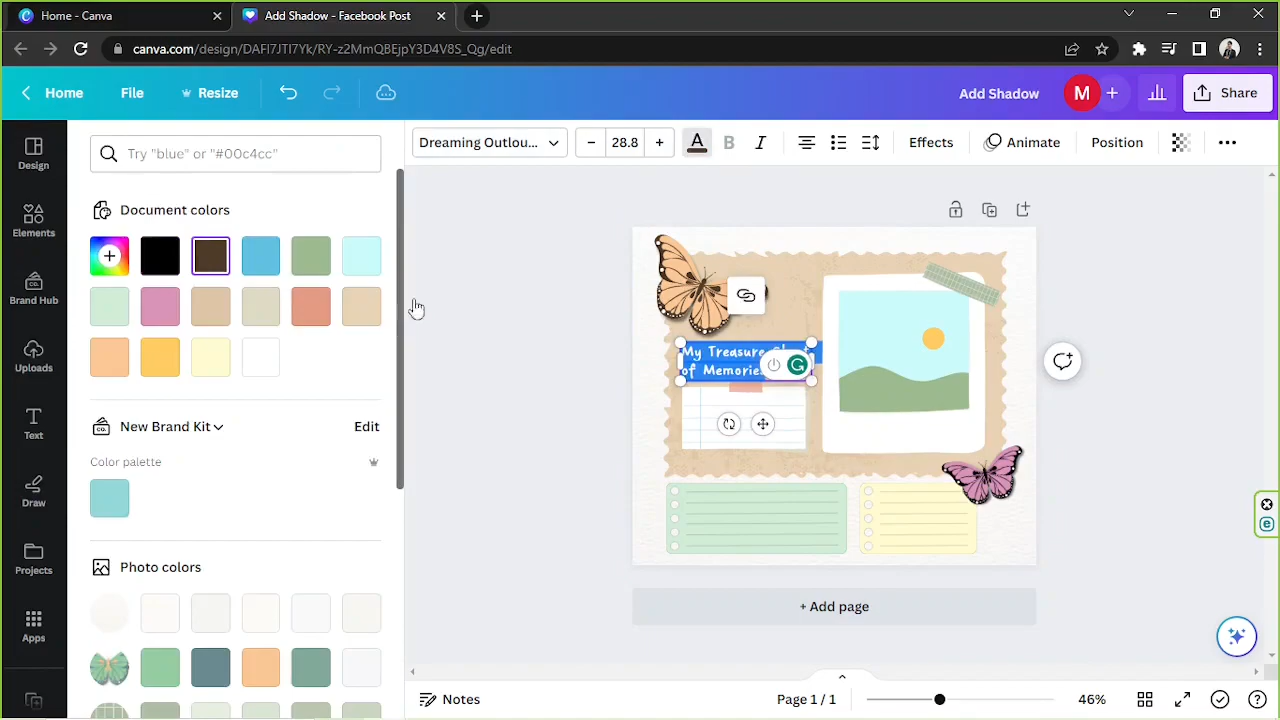 Home - Canva
Add Shadow - Facebook Post
canva.com/design/DAFI7JTI7Yk/RY-z2MmQBEjpY3D4V8S_Qg/edit
Home
File
Resize
Add Shadow
M
Share
Dreaming Outlou...
28.8
A
B
I
Effects
Animate
Position
Design
Elements
Brand Hub
Uploads
Text
Draw
Projects
Apps
Try "blue" or "#00c4cc"
Document colors
New Brand Kit
Edit
Color palette
Photo colors
My Treasure
of Memories
+ Add page
Notes
Page 1 / 1
46%